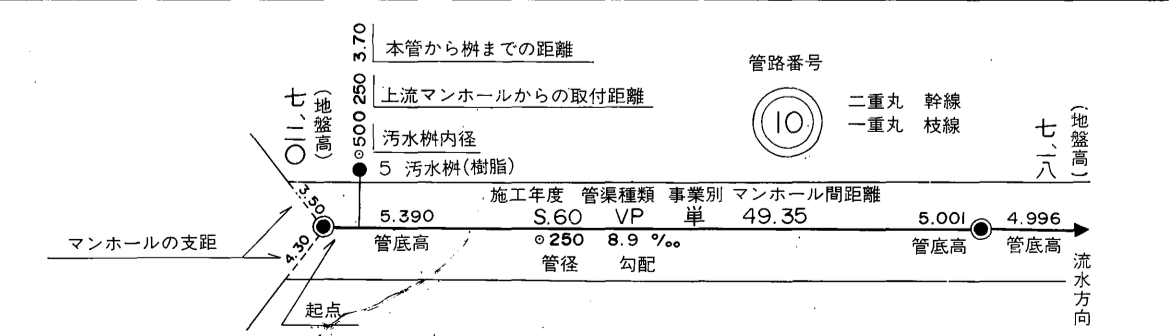 3.70
本管から桝までの距離
250
上流マンホールからの取付距離
⊙500
汚水桝内径
5 汚水桝(樹脂)
七、二〇
(地盤高)
管路番号
10
二重丸 幹線
一重丸 枝線
七、一八
(地盤高)
施工年度 管渠種類 事業別 マンホール間距離
3.50
5.390
S.60 VP 単 49.35
5.001
4.996
マンホールの支距
4.30
管底高
⊙250 8.9 ‰
管底高
管底高
管径 勾配
流水方向
起点